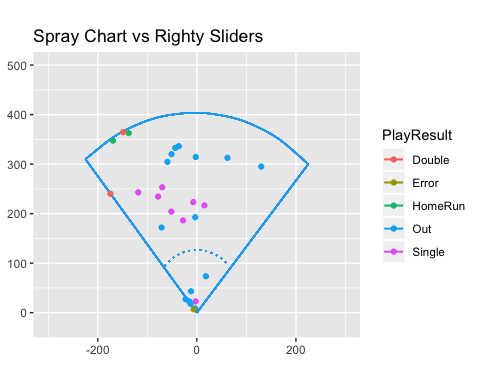 Spray Chart vs Righty Sliders
500
400
300
200
100
0
-200
0
200
PlayResult
Double
Error
HomeRun
Out
Single